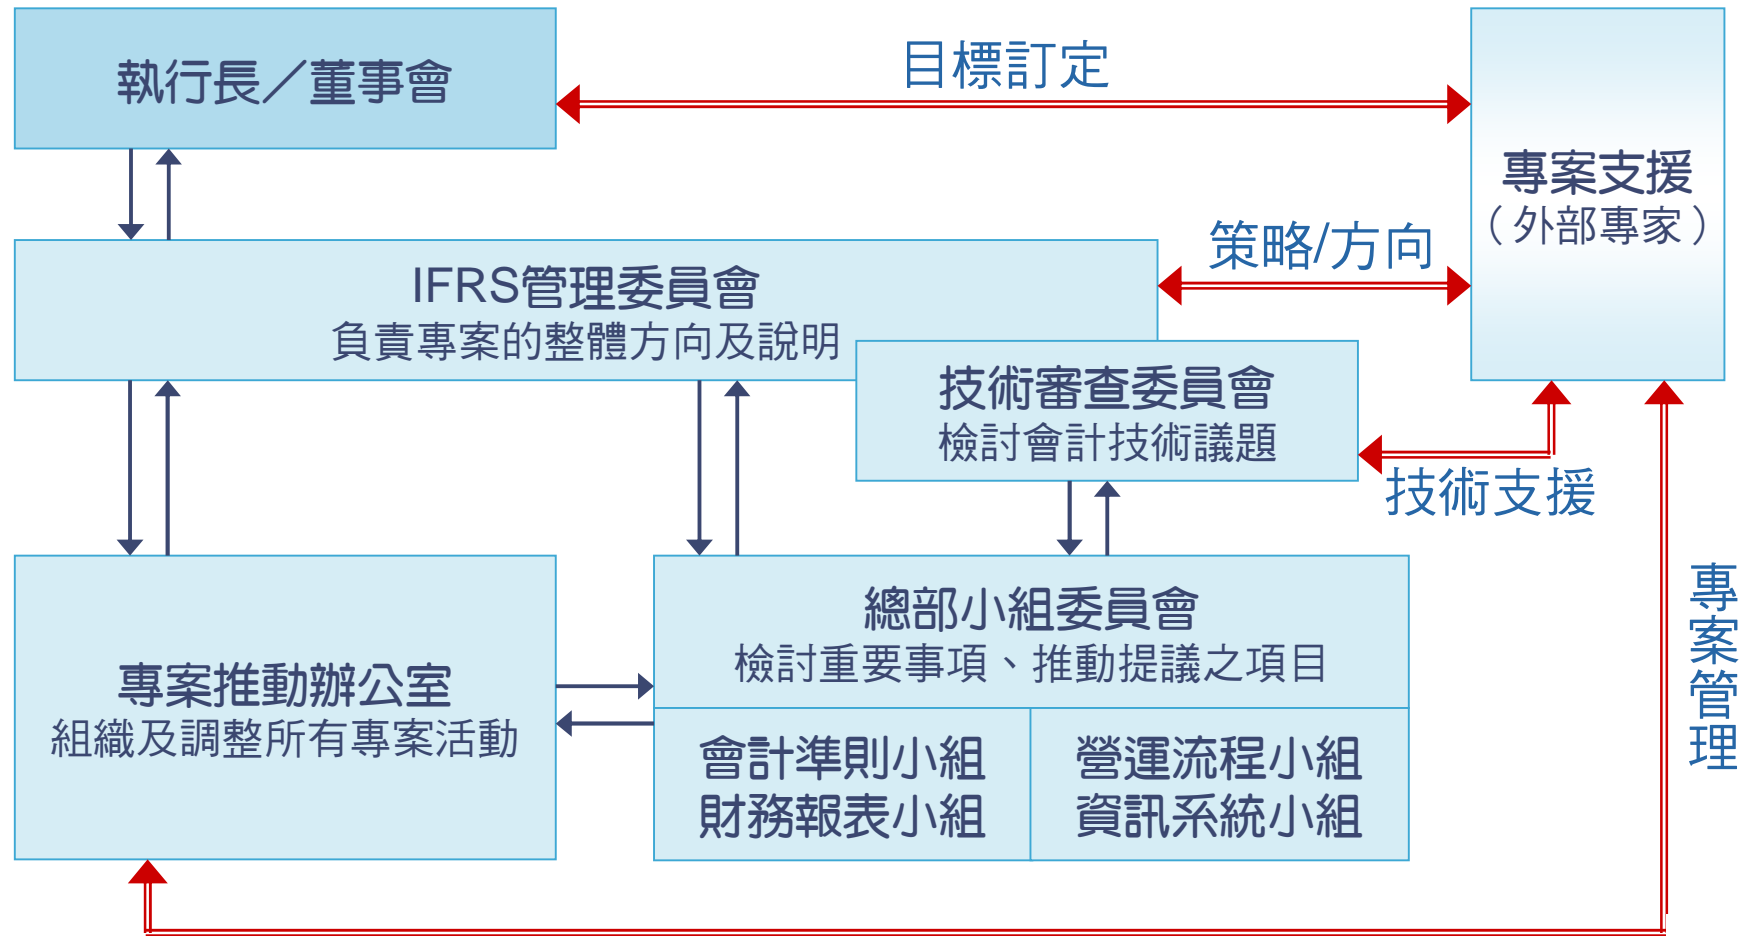 執行長／董事會
目標訂定
專案支援
（外部專家）
策略/方向
IFRS管理委員會
負責專案的整體方向及說明
技術審查委員會
檢討會計技術議題
技術支援
總部小組委員會
檢討重要事項、推動提議之項目
專案推動辦公室
組織及調整所有專案活動
會計準則小組
財務報表小組
營運流程小組
資訊系統小組
專案管理